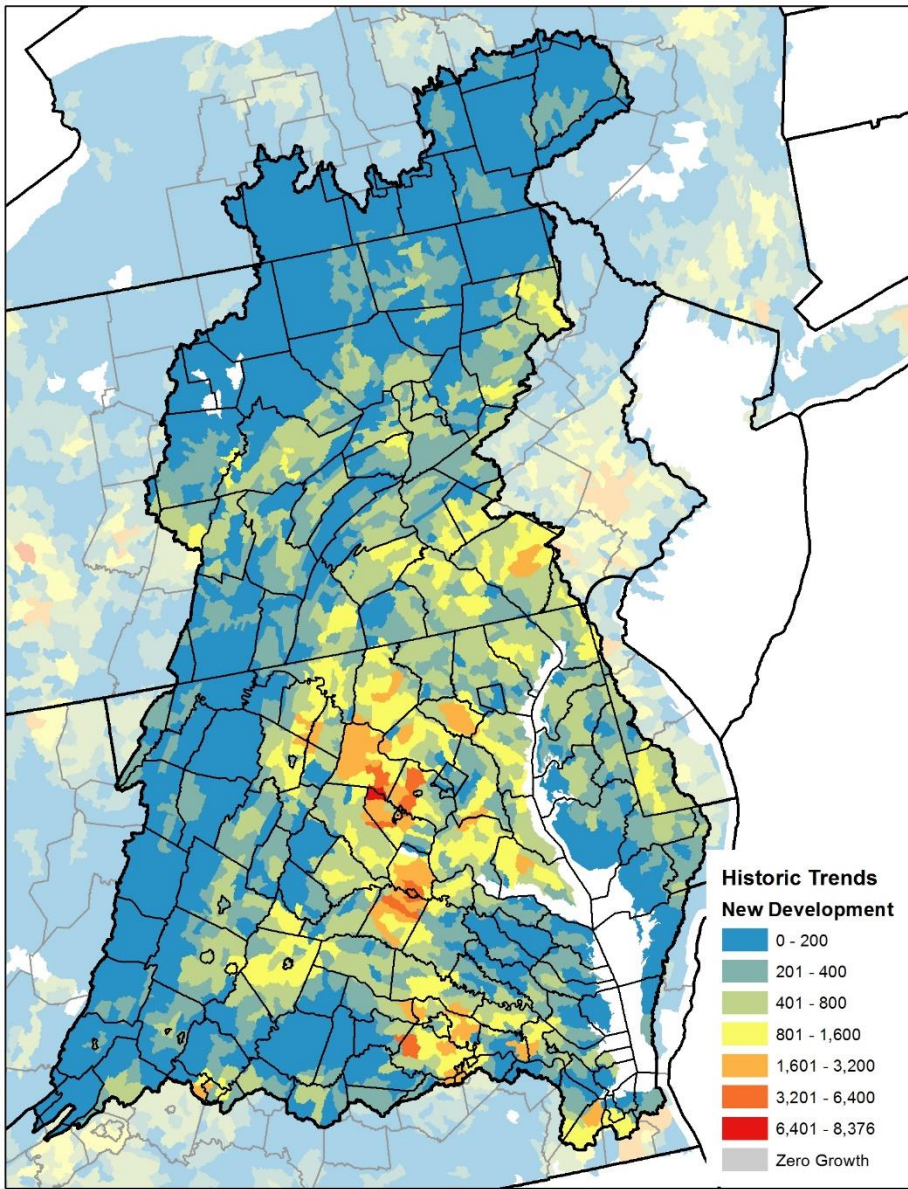 Historic Trends
New Development
0 - 200
201 - 400
401 - 800
801 - 1,600
1,601 - 3,200
3,201 - 6,400
6,401 - 8,376
Zero Growth